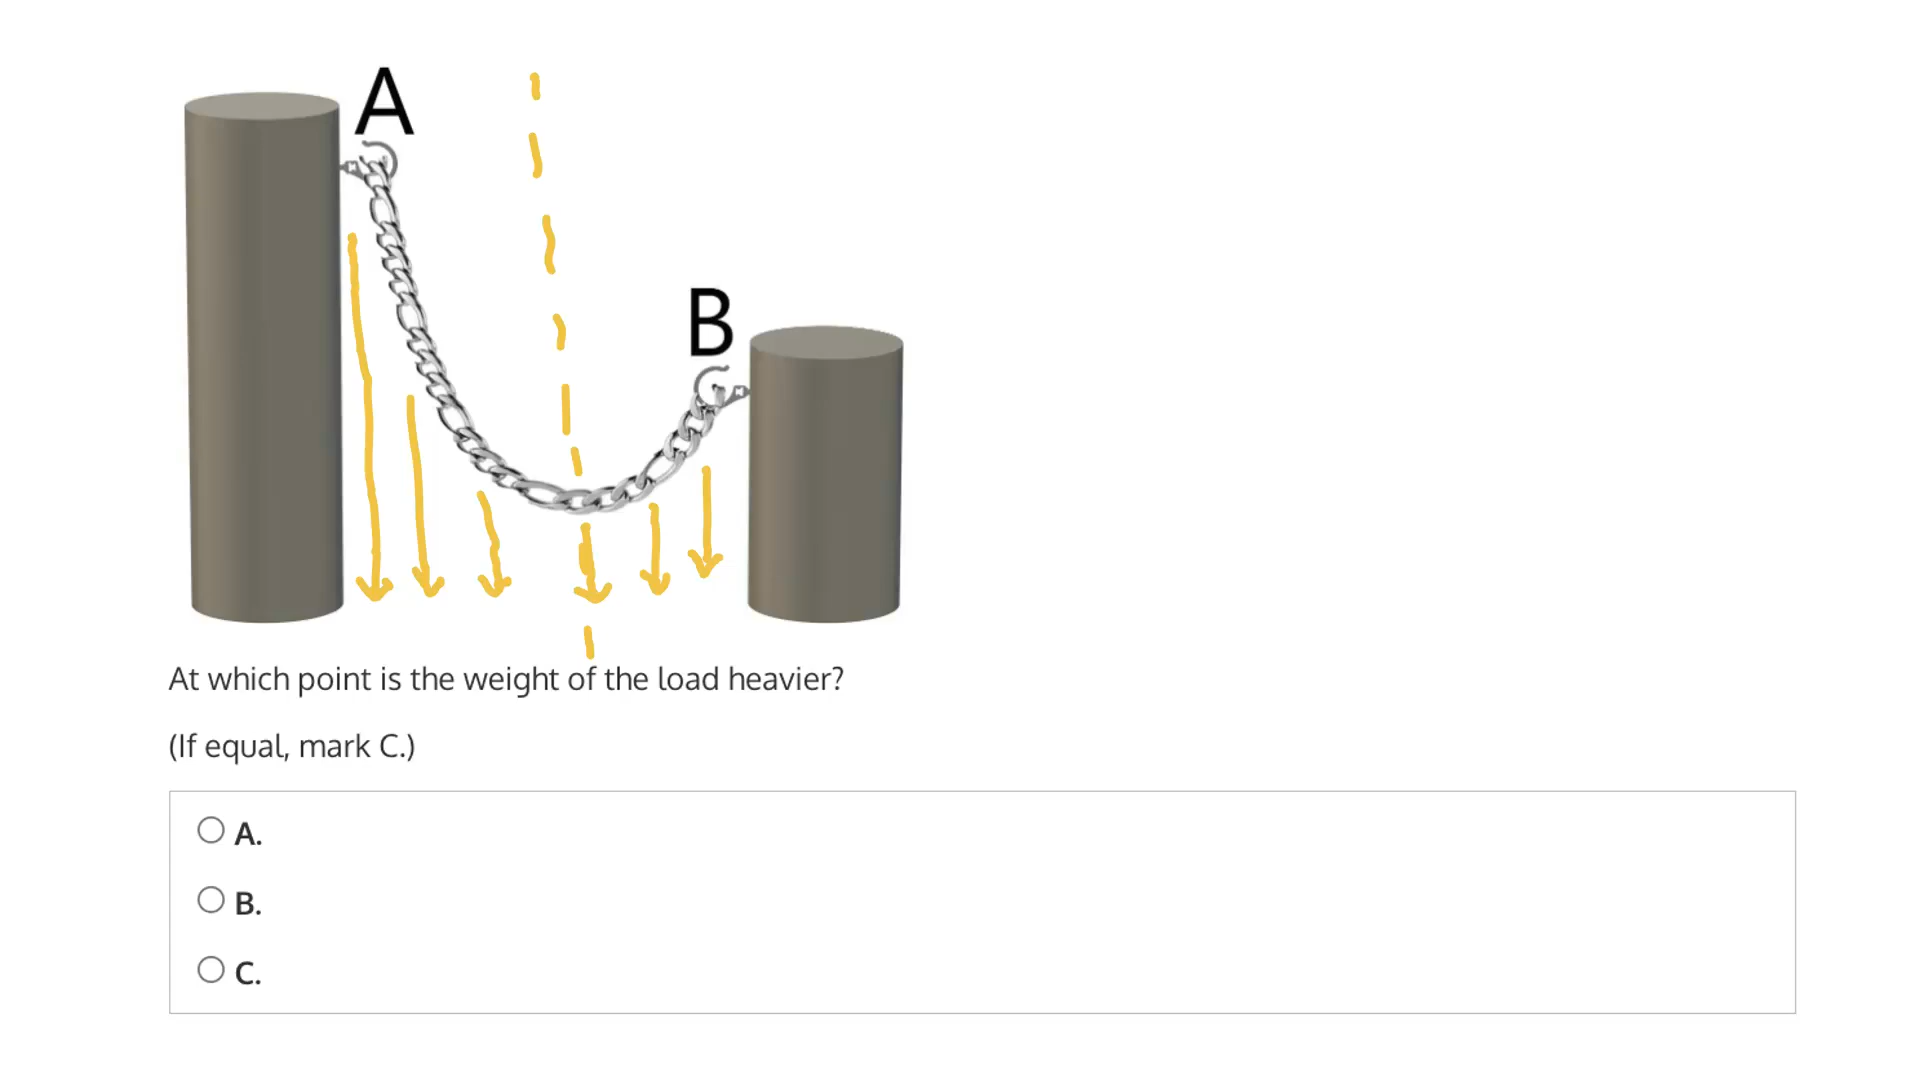 A
B
At which point is the weight of the load heavier?
(If equal, mark C.)
A.
B.
C.